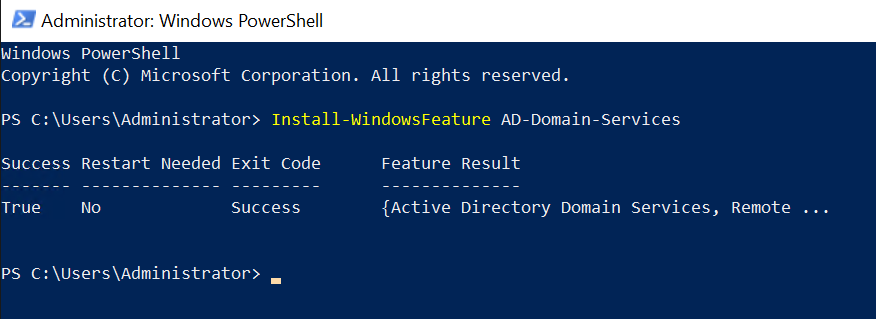 Administrator: Windows PowerShell
Windows PowerShell
Copyright (C) Microsoft Corporation. All rights reserved.
PS C:\Users\Administrator> Install-WindowsFeature AD-Domain-Services
Success Restart Needed Exit Code      Feature Result
------- -------------- ---------      --------------
True    No             Success        {Active Directory Domain Services, Remote ...
PS C:\Users\Administrator>